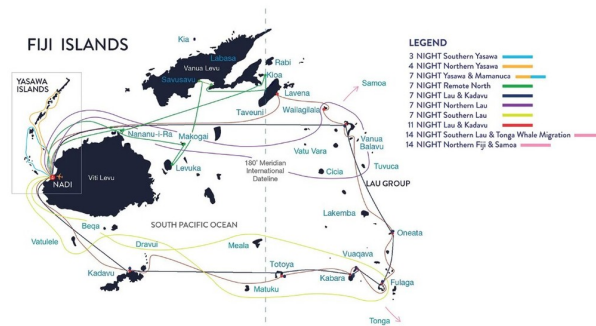 FIJI ISLANDS
Kia
Labasa
Vanua Levu
Savusavu
Rabi
Kioa
Lavena
Taveuni
Samoa
Wailagilala
YASAWA
ISLANDS
Nananu-i-Ra
Makogai
Levuka
Vanua
Balavu
Vatu Vara
Tuvuca
Cicia
180° Meridian
International
Dateline
LAU GROUP
NADI
Viti Levu
SOUTH PACIFIC OCEAN
Lakemba
Beqa
Vatulele
Dravui
Meala
Oneata
Vuaqava
Kadavu
Totoya
Matuku
Kabara
Fulaga
Tonga
LEGEND
3 NIGHT Southern Yasawa
4 NIGHT Northern Yasawa
7 NIGHT Yasawa & Mamanuca
7 NIGHT Remote North
7 NIGHT Lau & Kadavu
7 NIGHT Northern Lau
7 NIGHT Southern Lau
11 NIGHT Lau & Kadavu
14 NIGHT Southern Lau & Tonga Whale Migration
14 NIGHT Northern Fiji & Samoa